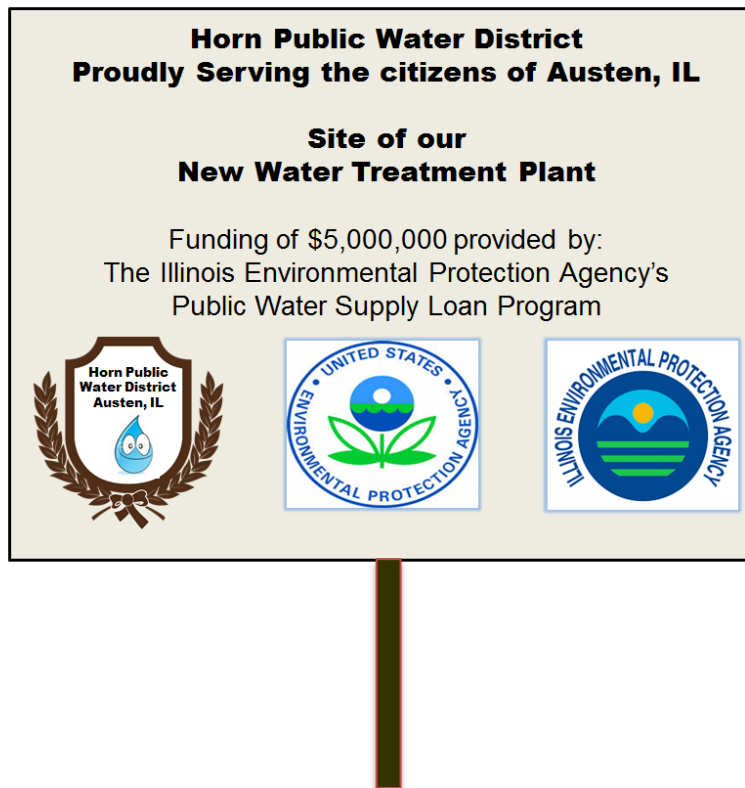 Horn Public Water District
Proudly Serving the citizens of Austen, IL
Site of our
New Water Treatment Plant
Funding of $5,000,000 provided by:
The Illinois Environmental Protection Agency's
Public Water Supply Loan Program
Horn Public
Water District
Austen, IL
UNITED STATES
ENVIRONMENTAL PROTECTION AGENCY
ILLINOIS ENVIRONMENTAL PROTECTION AGENCY